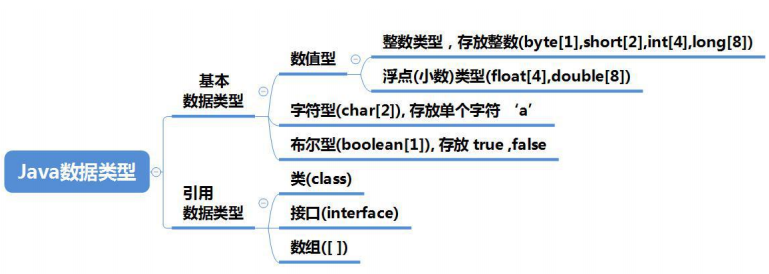 Java数据类型
基本
数据类型
数值型
整数类型，存放整数(byte[1],short[2],int[4],long[8])
浮点(小数)类型(float[4],double[8])
字符型(char[2]), 存放单个字符 ‘a’
布尔型(boolean[1]), 存放 true ,false
引用
数据类型
类(class)
接口(interface)
数组([ ])